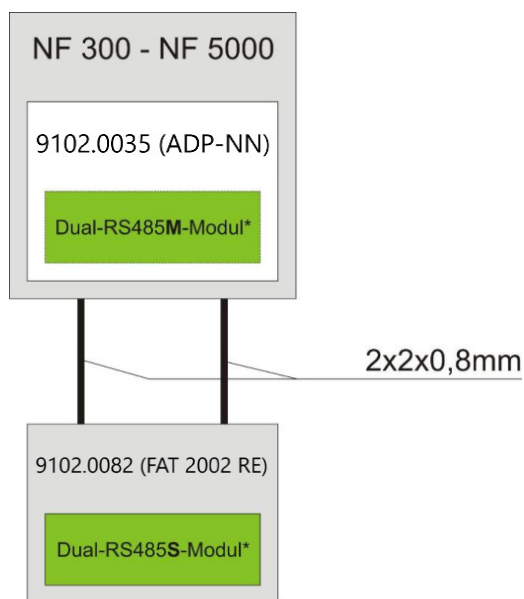 NF 300 - NF 5000
9102.0035 (ADP-NN)
Dual-RS485M-Modul*
2x2x0,8mm
9102.0082 (FAT 2002 RE)
Dual-RS485S-Modul*